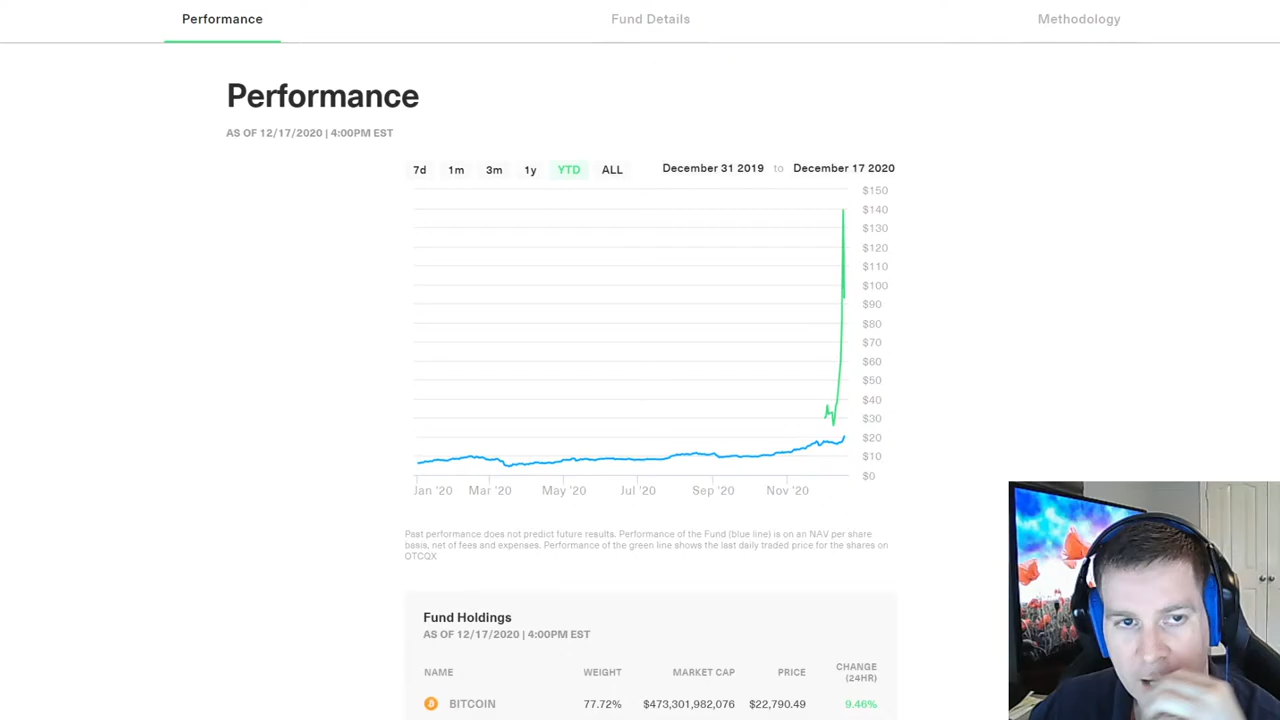 Performance
Fund Details
Methodology
Performance
AS OF 12/17/2020 | 4:00PM EST
7d 1m 3m 1y YTD ALL December 31 2019 to December 17 2020
$150
$140
$130
$120
$110
$100
$90
$80
$70
$60
$50
$40
$30
$20
$10
$0
Jan '20 Mar '20 May '20 Jul '20 Sep '20 Nov '20
Past performance does not predict future results. Performance of the Fund (blue line) is on an NAV per share
basis, net of fees and expenses. Performance of the green line shows the last daily traded price for the shares on
OTCQX
Fund Holdings
AS OF 12/17/2020 | 4:00PM EST
NAME WEIGHT MARKET CAP PRICE CHANGE
(24HR)
BITCOIN 77.72% $473,301,982,076 $22,790.49 9.46%